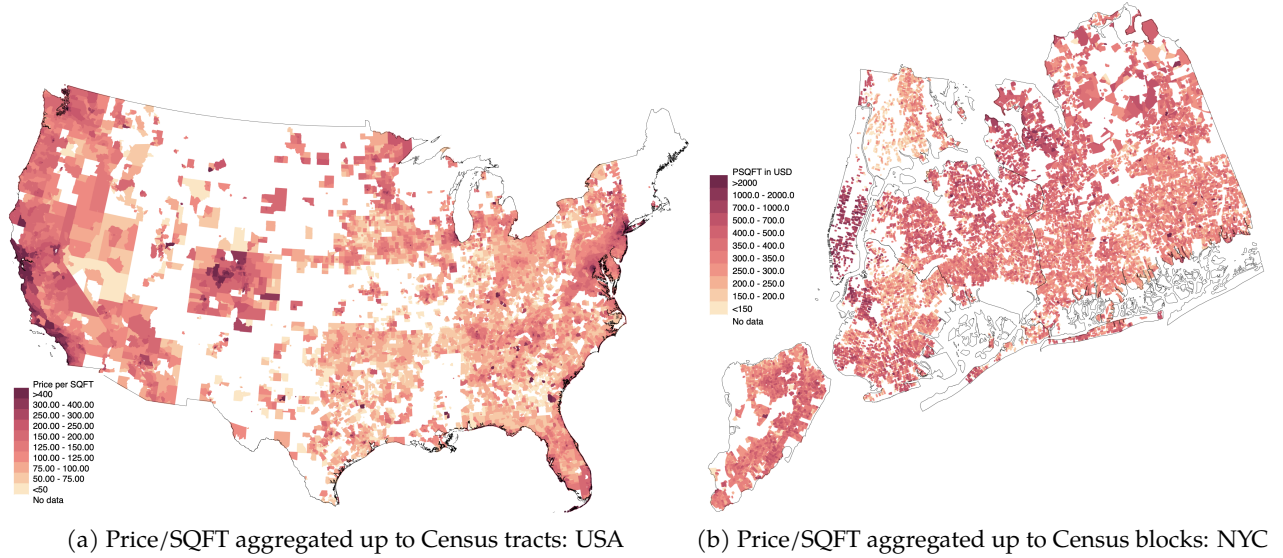 Price per SQFT
>400
300.00 - 400.00
250.00 - 300.00
200.00 - 250.00
150.00 - 200.00
125.00 - 150.00
100.00 - 125.00
75.00 - 100.00
50.00 - 75.00
<50
No data
(a) Price/SQFT aggregated up to Census tracts: USA
PSQFT in USD
>2000
1000.0 - 2000.0
700.0 - 1000.0
500.0 - 700.0
400.0 - 500.0
350.0 - 400.0
300.0 - 350.0
250.0 - 300.0
200.0 - 250.0
150.0 - 200.0
<150
No data
(b) Price/SQFT aggregated up to Census blocks: NYC